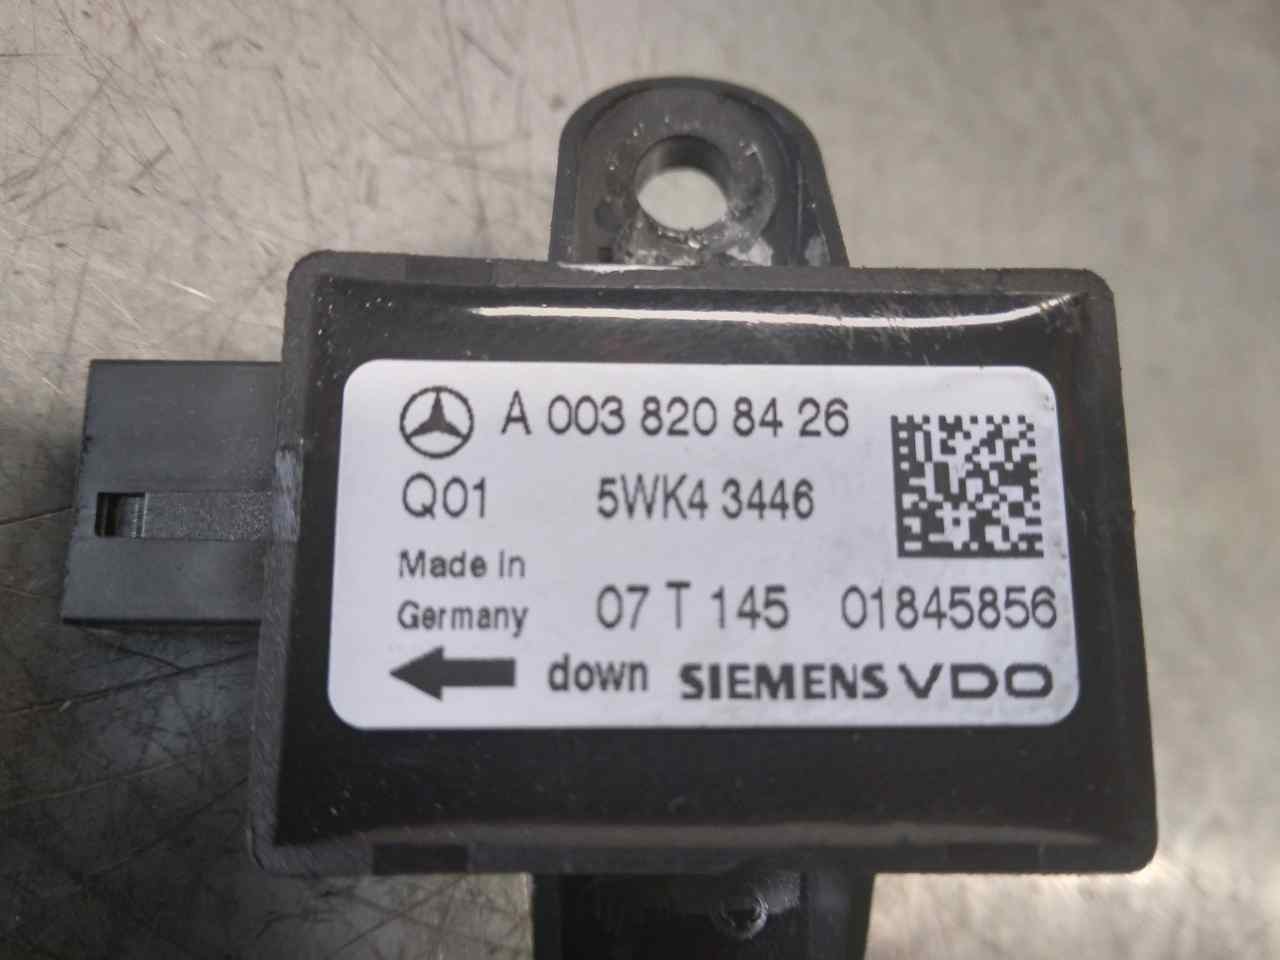 A 003 820 84 26
Q01 5WK4 3446
Made in
Germany 07 T 145 01845856
down SIEMENS VDO